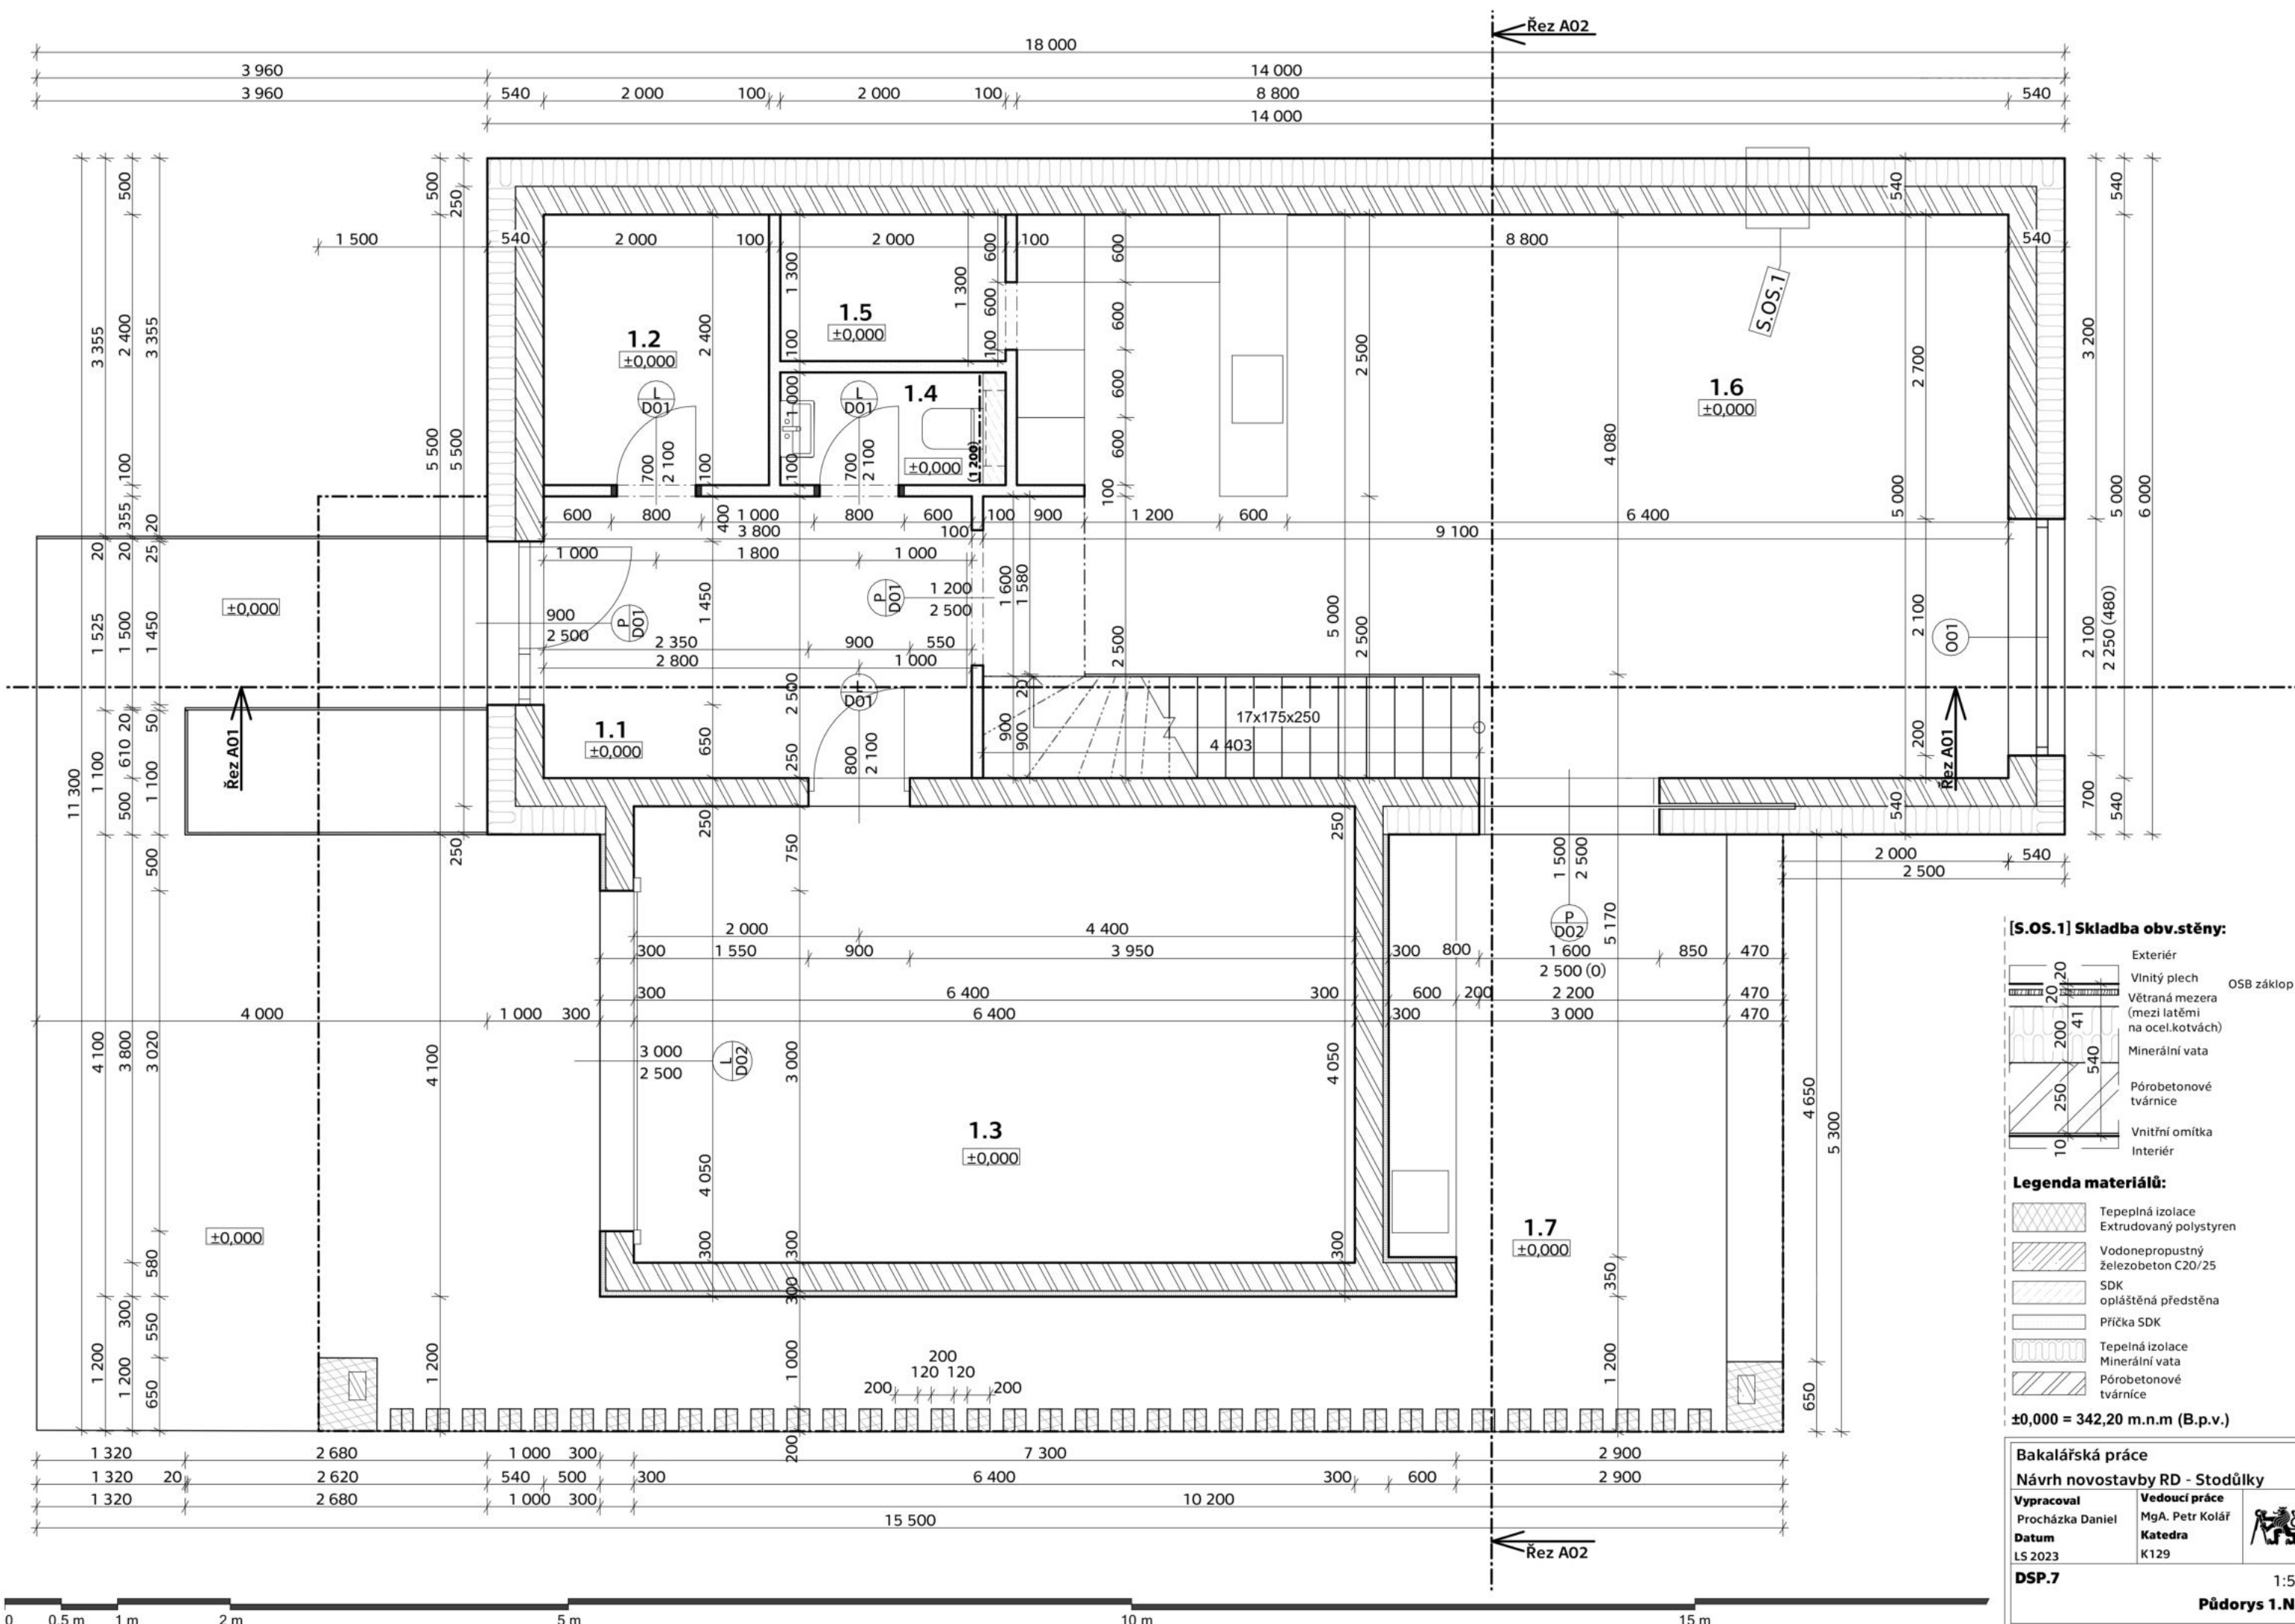 Řez A02
18 000
3 960 14 000
3 960 540 2 000 100 2 000 100 8 800 540
14 000
500 500 250 540 540
1 500 540 2 000 100 2 000 100 8 800 540
600 600 1 300 1 300
3 355 2 400 3 355 2 400 600 600 2 500 2 700 3 200
1.5
±0,000
1.2
±0,000
S.OS.1
100 100
L
D01
L
D01
1.4
1.6
±0,000
1 000 600
5 500 5 500 4 080
100 700 2 100 100 100 700 2 100 ±0,000 (1 200) 600 100 5 000 5 000 6 000
355 20 600 800 400 1 000 800 600 100 900 1 200 600 6 400
3 800 100 9 100
20 20 25 1 000 1 800 1 000
1 600 1 580
±0,000
P
D01
1 200
2 500
900
2 500
P
D01
1 525 1 500 1 450 1 450 5 000 2 500 2 500 2 100 2 100 2 250 (480)
O01
2 350 900 550
2 800 1 000
L
D01
2 500 20
Řez A01
1.1
±0,000
17x175x250
4 403
11 300 1 100 610 20 50 500 1 100 650 250 800 2 100 900 900 200 700 540
Řez A01
250 250 750 250 540
500
2 000 540
2 500
1 500
2 500
P
D02
5 170
2 000 4 400
300 1 550 900 3 950 300 800 1 600 850 470
2 500 (0)
300 6 400 300 600 200 2 200 470
4 000 1 000 300 6 400 300 3 000 470
3 000
2 500
L
D02
4 100 3 800 3 020 4 100 3 000 4 050 4 650 5 300
1.3
±0,000
4 050
±0,000
1.7
±0,000
580 300 300 300 300 350
300 550
1 200 1 200 650 1 200 1 000 1 200 650
200
120 120
200 200
200
1 320 2 680 1 000 300 7 300 2 900
1 320 20 2 620 540 500 300 6 400 300 600 2 900
1 320 2 680 1 000 300 10 200
15 500
Řez A02
0 0.5 m 1 m 2 m 5 m 10 m 15 m
[S.OS.1] Skladba obv.stěny:
Exteriér
Vlnitý plech
OSB záklop
Větraná mezera
(mezi latěmi
na ocel.kotvách)
Minerální vata
Pórobetonové
tvárnice
Vnitřní omítka
Interiér
20 20 200 41 540 250 10
Legenda materiálů:
Tepeplná izolace
Extrudovaný polystyren
Vodonepropustný
železobeton C20/25
SDK
opláštěná předstěna
Příčka SDK
Tepelná izolace
Minerální vata
Pórobetonové
tvárníce
±0,000 = 342,20 m.n.m (B.p.v.)
Bakalářská práce
Návrh novostavby RD - Stodůlky
Vypracoval
Procházka Daniel
Vedoucí práce
MgA. Petr Kolář
Datum
LS 2023
Katedra
K129
DSP.7
1:5
Půdorys 1.N